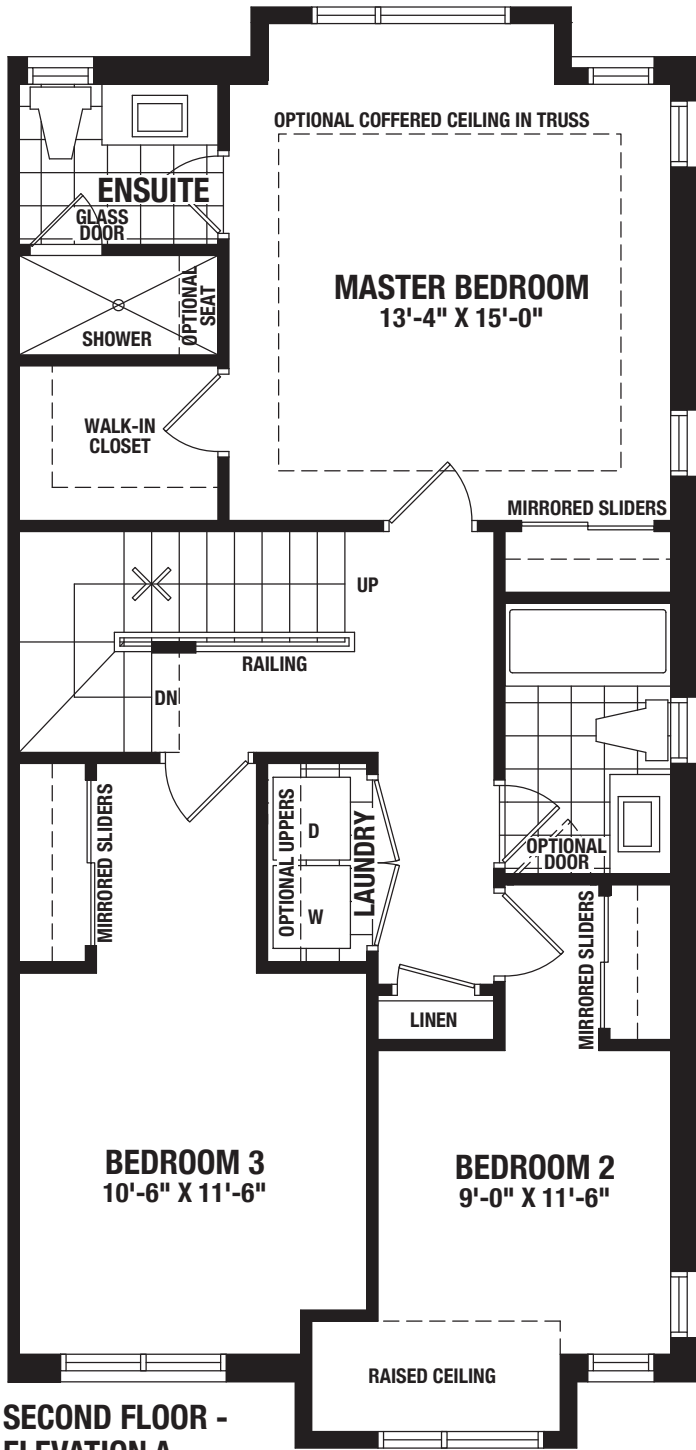 OPTIONAL COFFERED CEILING IN TRUSS
ENSUITE
GLASS
DOOR
MASTER BEDROOM
13'-4" X 15'-0"
OPTIONAL
SEAT
SHOWER
WALK-IN
CLOSET
MIRRORED SLIDERS
UP
RAILING
DN
MIRRORED SLIDERS
OPTIONAL UPPERS
D
W
LAUNDRY
OPTIONAL
DOOR
MIRRORED SLIDERS
LINEN
BEDROOM 3
10'-6" X 11'-6"
BEDROOM 2
9'-0" X 11'-6"
RAISED CEILING
SECOND FLOOR -
ELEVATION A